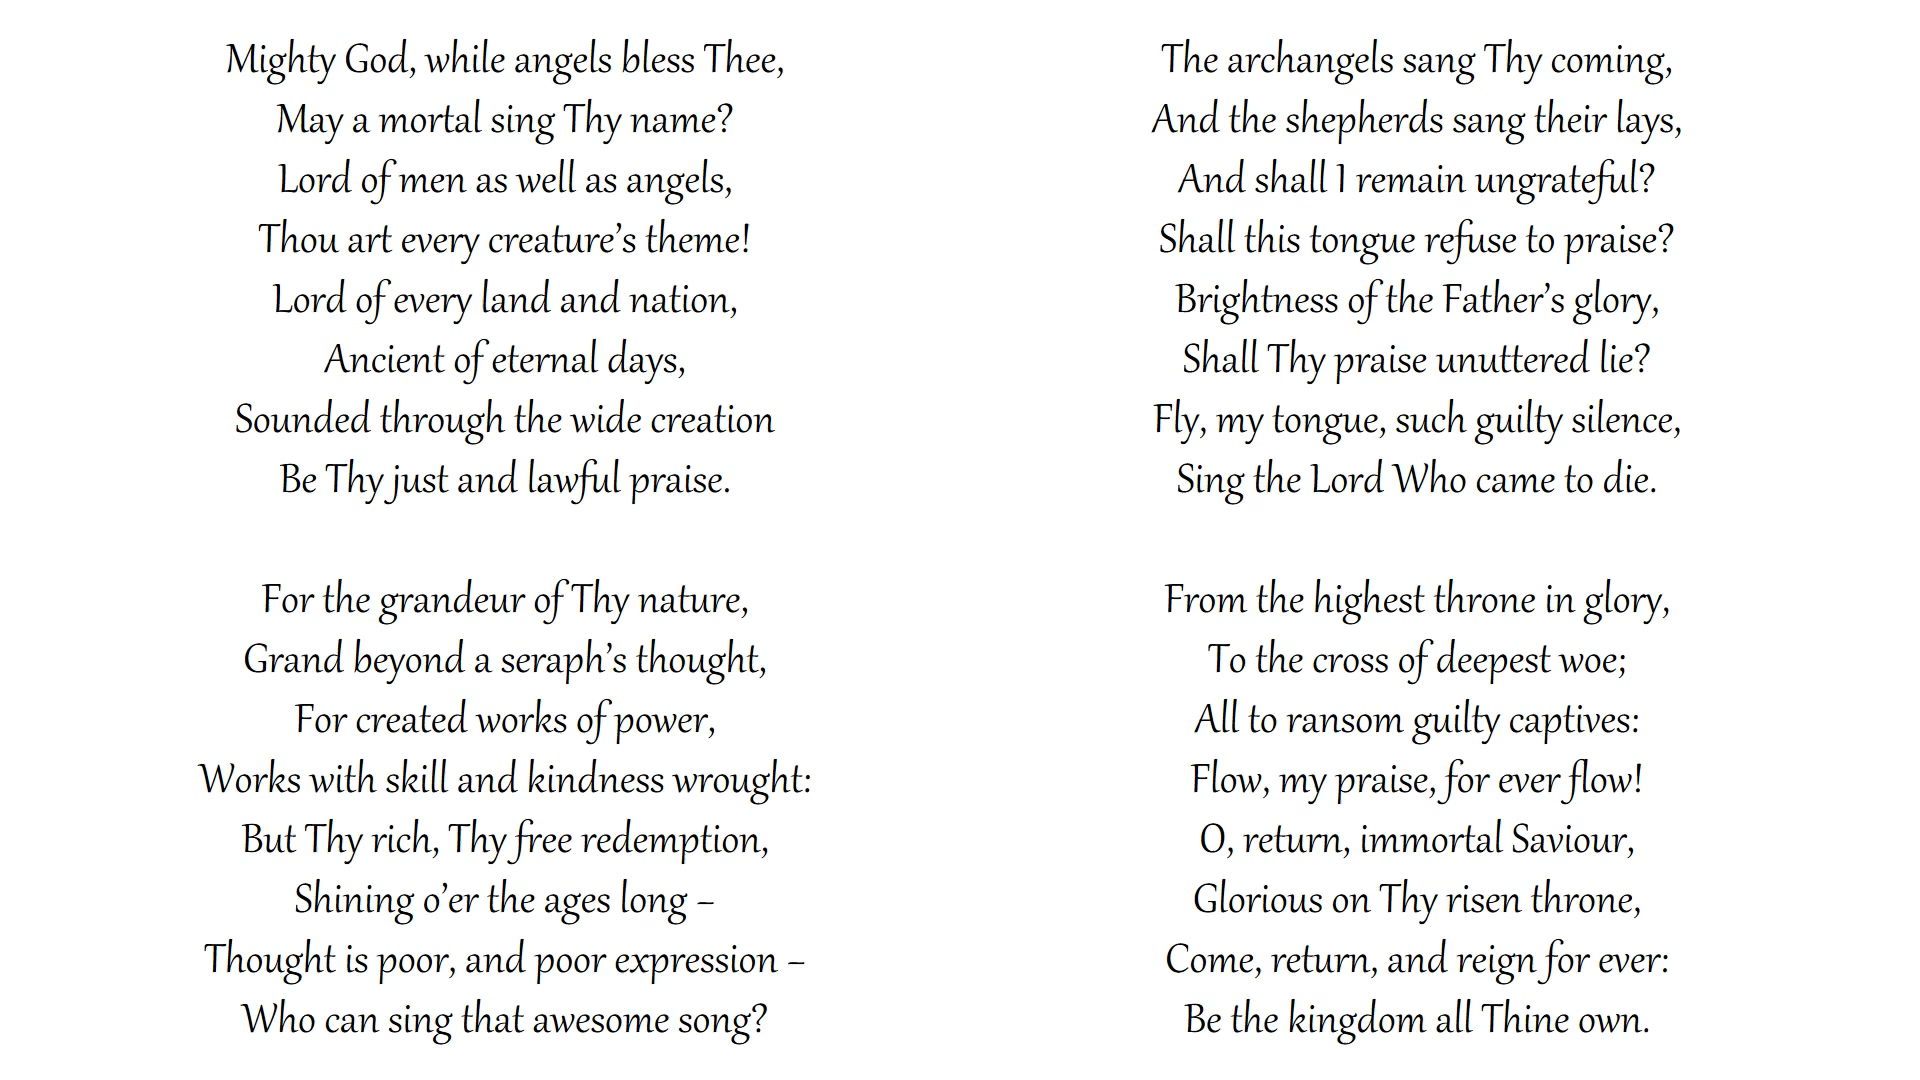 Mighty God, while angels bless Thee,
May a mortal sing Thy name?
Lord of men as well as angels,
Thou art every creature’s theme!
Lord of every land and nation,
Ancient of eternal days,
Sounded through the wide creation
Be Thy just and lawful praise.

For the grandeur of Thy nature,
Grand beyond a seraph’s thought,
For created works of power,
Works with skill and kindness wrought:
But Thy rich, Thy free redemption,
Shining o’er the ages long –
Thought is poor, and poor expression –
Who can sing that awesome song?

The archangels sang Thy coming,
And the shepherds sang their lays,
And shall I remain ungrateful?
Shall this tongue refuse to praise?
Brightness of the Father’s glory,
Shall Thy praise unuttered lie?
Fly, my tongue, such guilty silence,
Sing the Lord Who came to die.

From the highest throne in glory,
To the cross of deepest woe;
All to ransom guilty captives:
Flow, my praise, for ever flow!
O, return, immortal Saviour,
Glorious on Thy risen throne,
Come, return, and reign for ever:
Be the kingdom all Thine own.